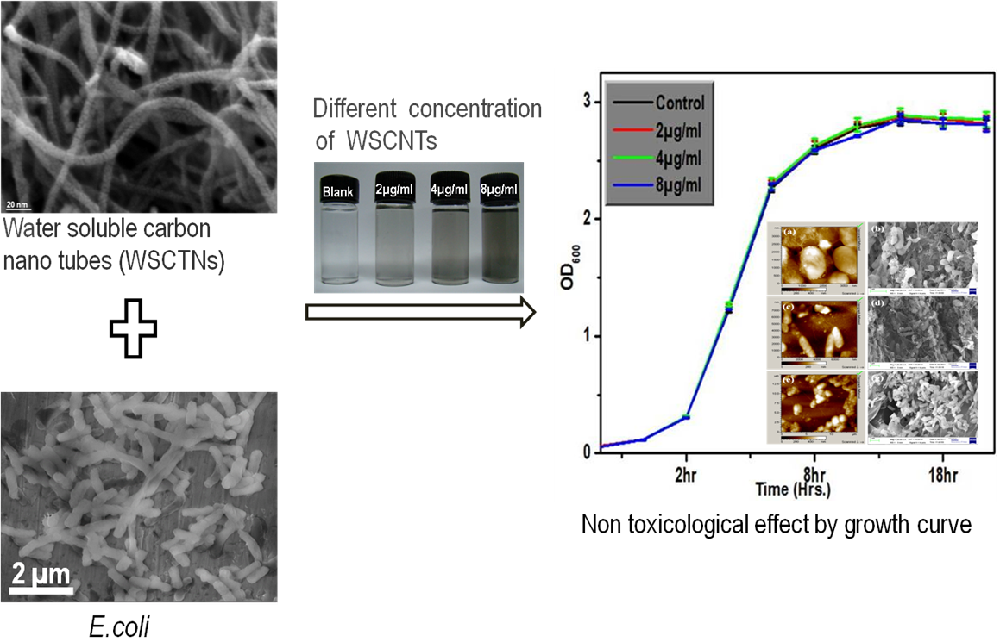 20 nm
Water soluble carbon
nano tubes (WSCTNs)
2 µm
E.coli
Different concentration
of WSCNTs
Blank
2µg/ml
4µg/ml
8µg/ml
Control
2µg/ml
4µg/ml
8µg/ml
3
2
1
0
OD600
(a)
(b)
(c)
(d)
(e)
2hr
8hr
18hr
Time (Hrs.)
Non toxicological effect by growth curve